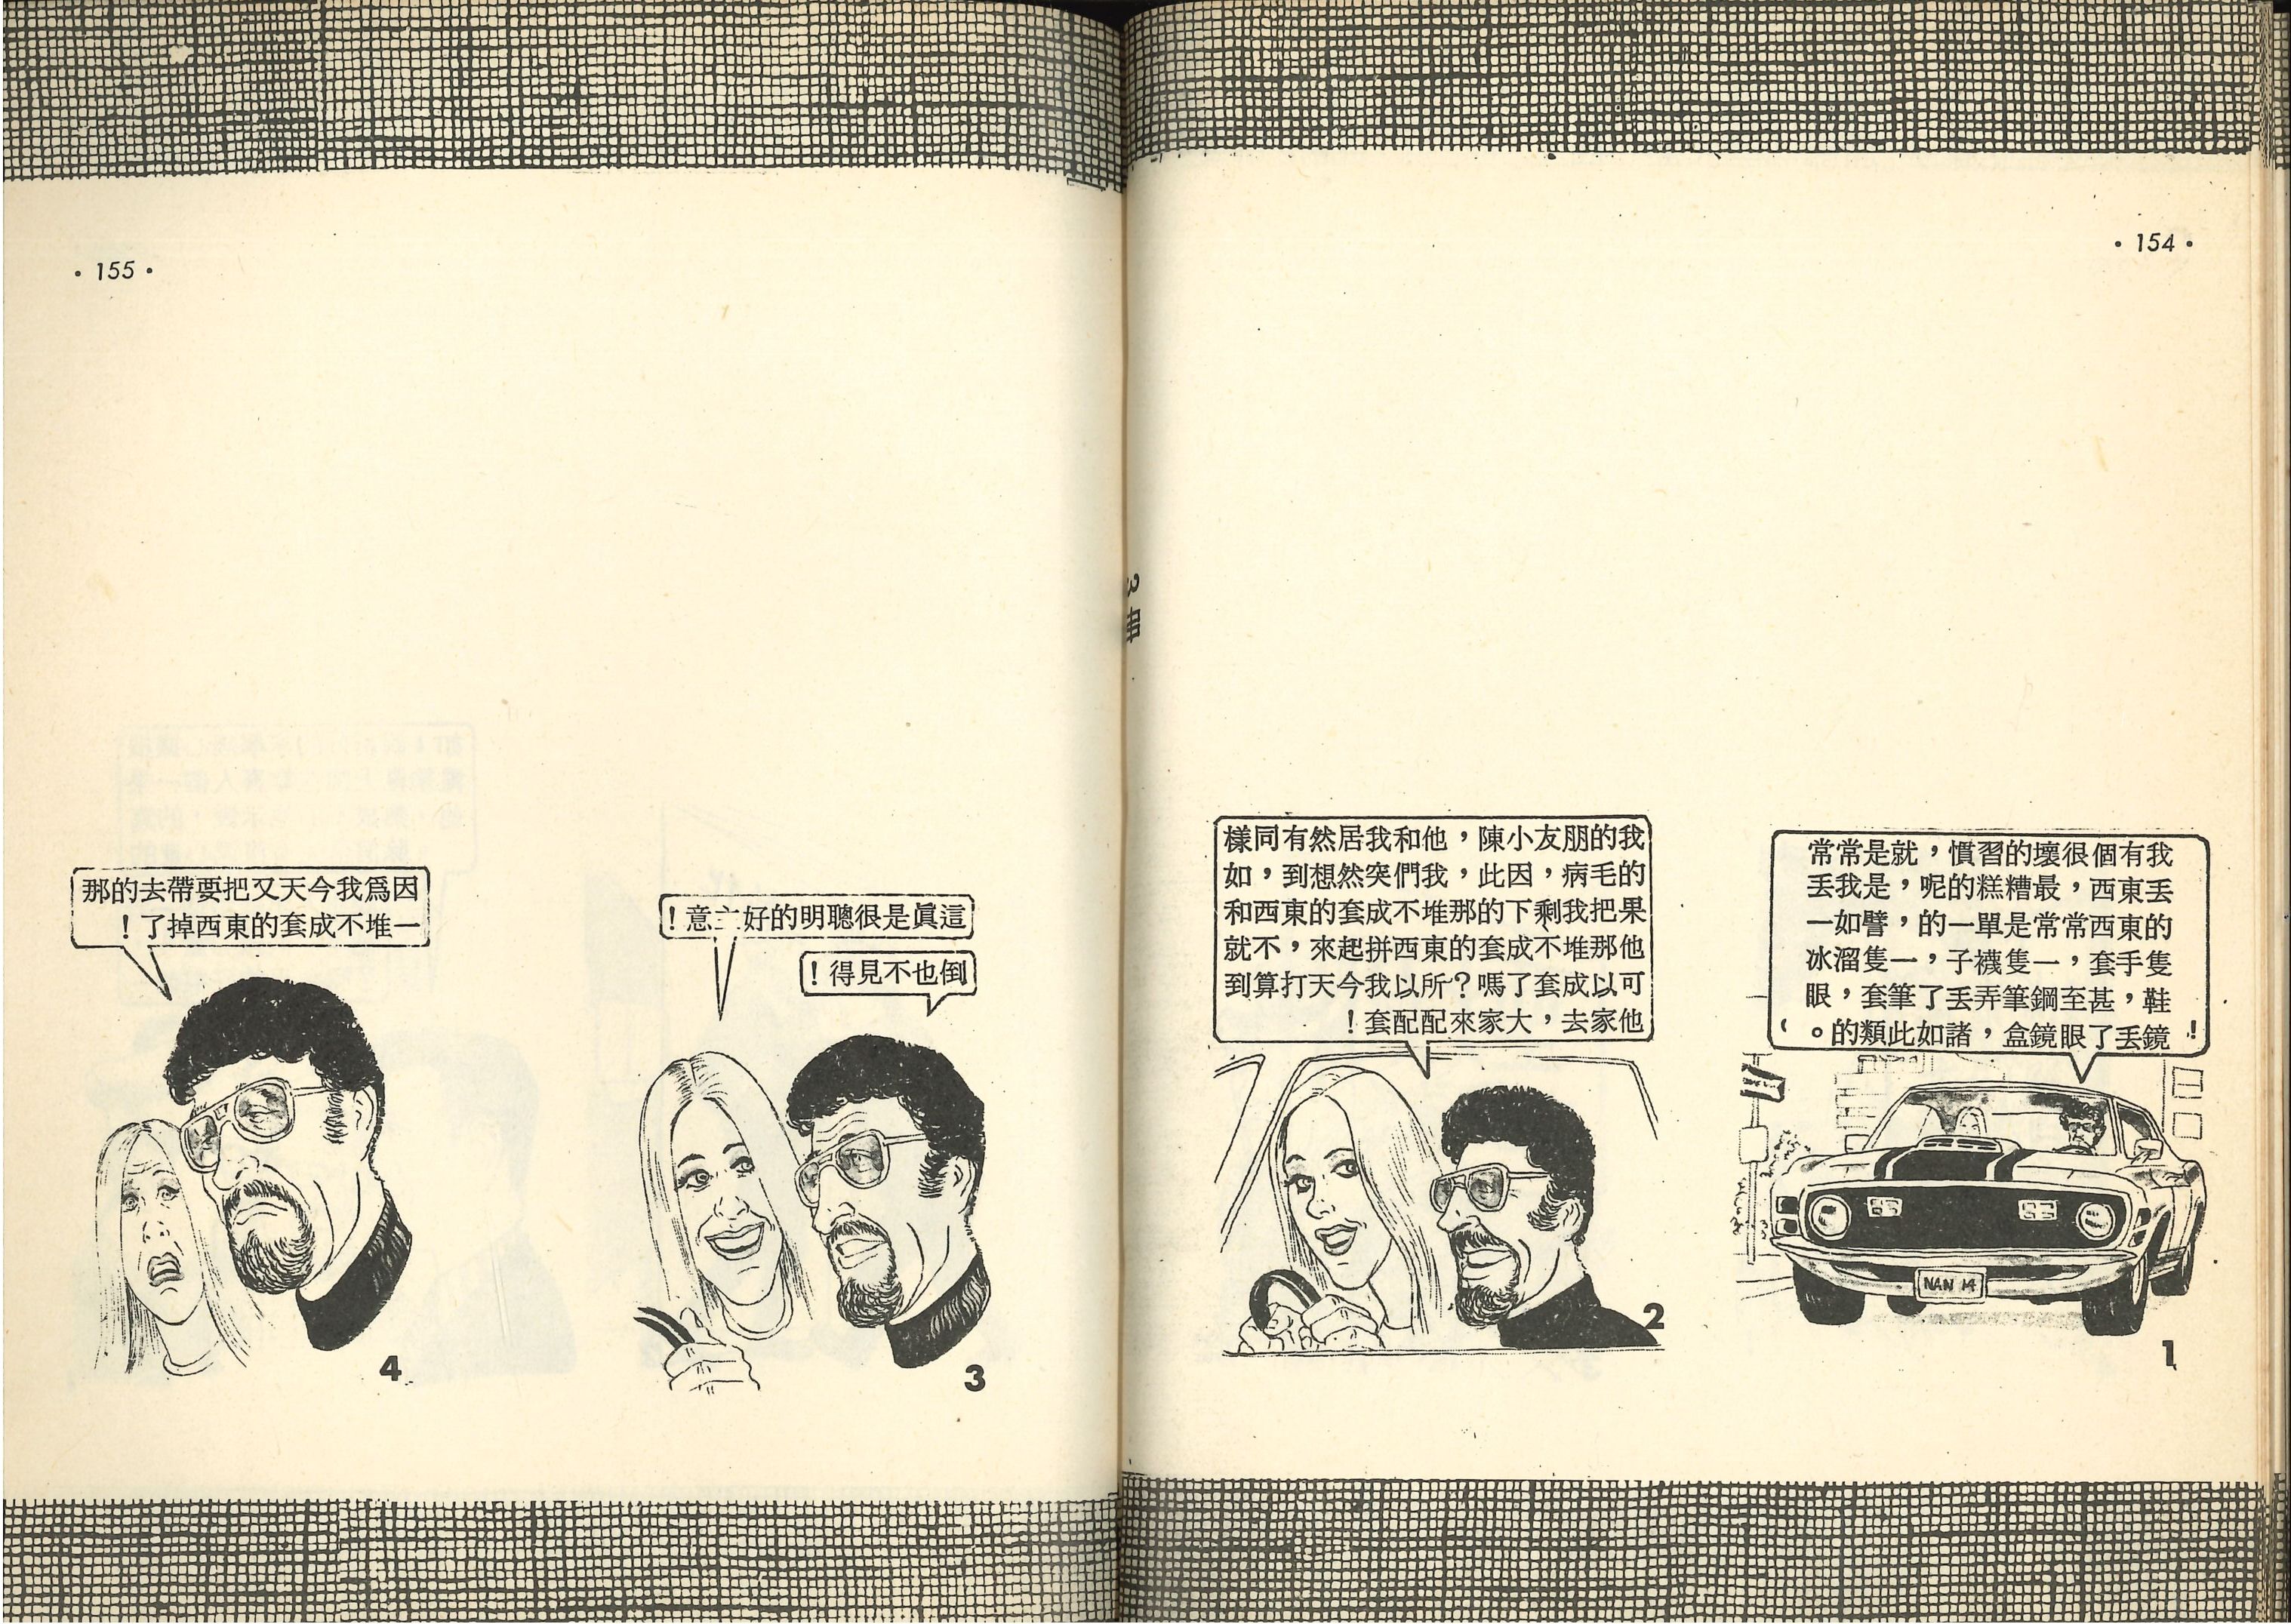 • 154 •
我有個很壞的習慣，就是常常
丟東西，最糟糕的呢，是我丟
的東西常常是單一的，譬如一
隻手套，一隻襪子，一隻溜冰
鞋，甚至鋼筆弄丟了筆套，眼
鏡丟了眼鏡盒，諸如此類的。
NAN 14
1
我的朋友小陳，他和我居然有同樣
的毛病，因此，我們突然想到，如
果把我剩下的那堆不成套的東西和
他那堆不成套的東西拼起來，不就
可以成套了嗎？所以我今天打算到
他家去，大家來配配套！
2
• 155 •
這眞是很聰明的好主意！
倒也不見得！
3
因爲我今天又把要帶去的那
一堆不成套的東西掉了！
4